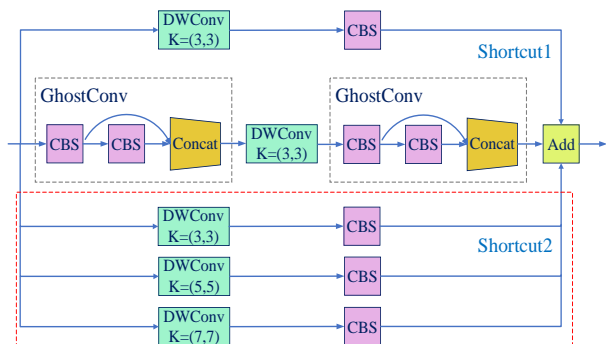 DWConv
K=(3,3)
CBS
Shortcut1
GhostConv
CBS
CBS
Concat
DWConv
K=(3,3)
GhostConv
CBS
CBS
Concat
Add
DWConv
K=(3,3)
CBS
Shortcut2
DWConv
K=(5,5)
CBS
DWConv
K=(7,7)
CBS